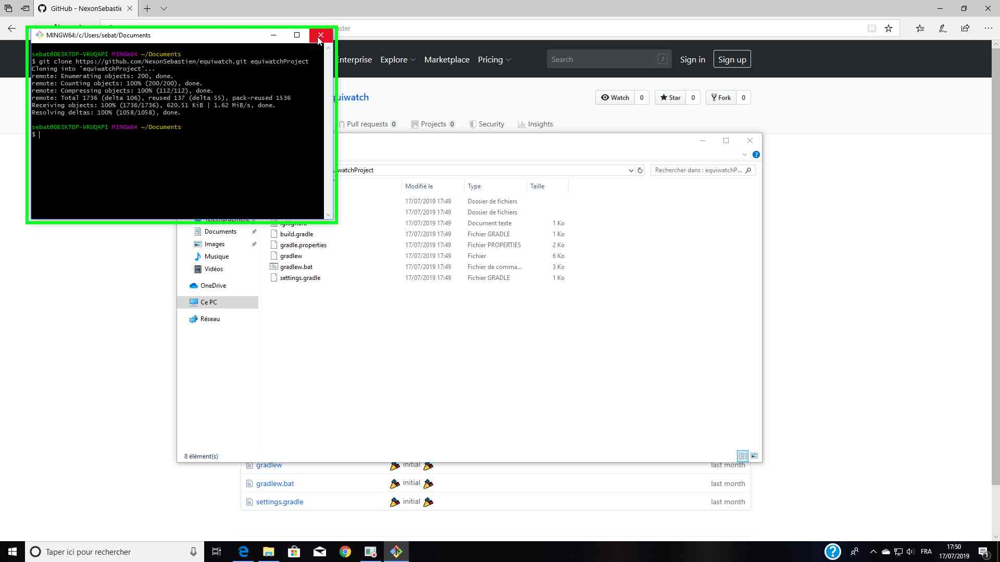 GitHub - NexonSebastie
MINGW64:/c/Users/sebat/Documents
sebat@DESKTOP-VRUQAPI MINGW64 ~/Documents
$ git clone https://github.com/NexonSebastien/equiwatch.git equiwatchProject
Cloning into 'equiwatchProject'...
remote: Enumerating objects: 200, done.
remote: Counting objects: 100% (200/200), done.
remote: Compressing objects: 100% (112/112), done.
remote: Total 1736 (delta 106), reused 137 (delta 55), pack-reused 1536
Receiving objects: 100% (1736/1736), 620.51 KiB | 1.62 MiB/s, done.
Resolving deltas: 100% (1058/1058), done.
sebat@DESKTOP-VRUQAPI MINGW64 ~/Documents
$
ster
Enterprise Explore Marketplace Pricing Search / Sign in Sign up
quiwatch Watch 0 Star 0 Fork 0
Pull requests 0 Projects 0 Security Insights
watchProject Rechercher dans : equiwatchP...
Modifié le Type Taille
17/07/2019 17:49 Dossier de fichiers
17/07/2019 17:49 Dossier de fichiers
17/07/2019 17:49 Document texte 1 Ko
Documents build.gradle 17/07/2019 17:49 Fichier GRADLE 1 Ko
Images gradle.properties 17/07/2019 17:49 Fichier PROPERTIES 2 Ko
Musique gradlew 17/07/2019 17:49 Fichier 6 Ko
Vidéos gradlew.bat 17/07/2019 17:49 Fichier de comma... 3 Ko
settings.gradle 17/07/2019 17:49 Fichier GRADLE 1 Ko
OneDrive
Ce PC
Réseau
8 élément(s)
gradlew initial last month
gradlew.bat initial last month
settings.gradle initial last month
Taper ici pour rechercher
FRA
17:50
17/07/2019
1